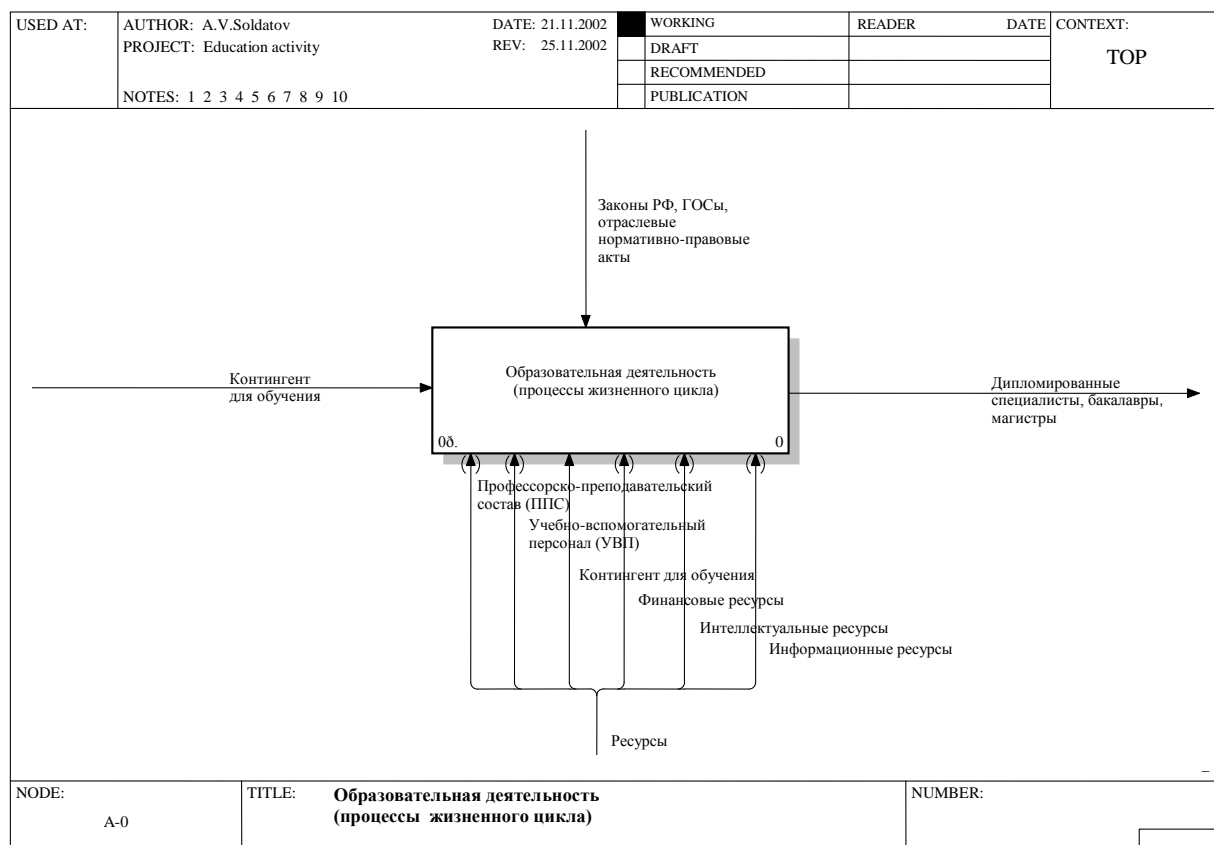 USED AT:
AUTHOR: A.V.Soldatov
DATE: 21.11.2002
WORKING
READER
DATE
CONTEXT:
PROJECT: Education activity
REV: 25.11.2002
DRAFT
TOP
RECOMMENDED
NOTES: 1 2 3 4 5 6 7 8 9 10
PUBLICATION
Законы РФ, ГОСы,
отраслевые
нормативно-правовые
акты
Контингент
для обучения
Образовательная деятельность
(процессы жизненного цикла)
0ð.
0
Дипломированные
специалисты, бакалавры,
магистры
Профессорско-преподавательский
состав (ППС)
Учебно-вспомогательный
персонал (УВП)
Контингент для обучения
Финансовые ресурсы
Интеллектуальные ресурсы
Информационные ресурсы
Ресурсы
NODE:
A-0
TITLE:
Образовательная деятельность
(процессы жизненного цикла)
NUMBER: